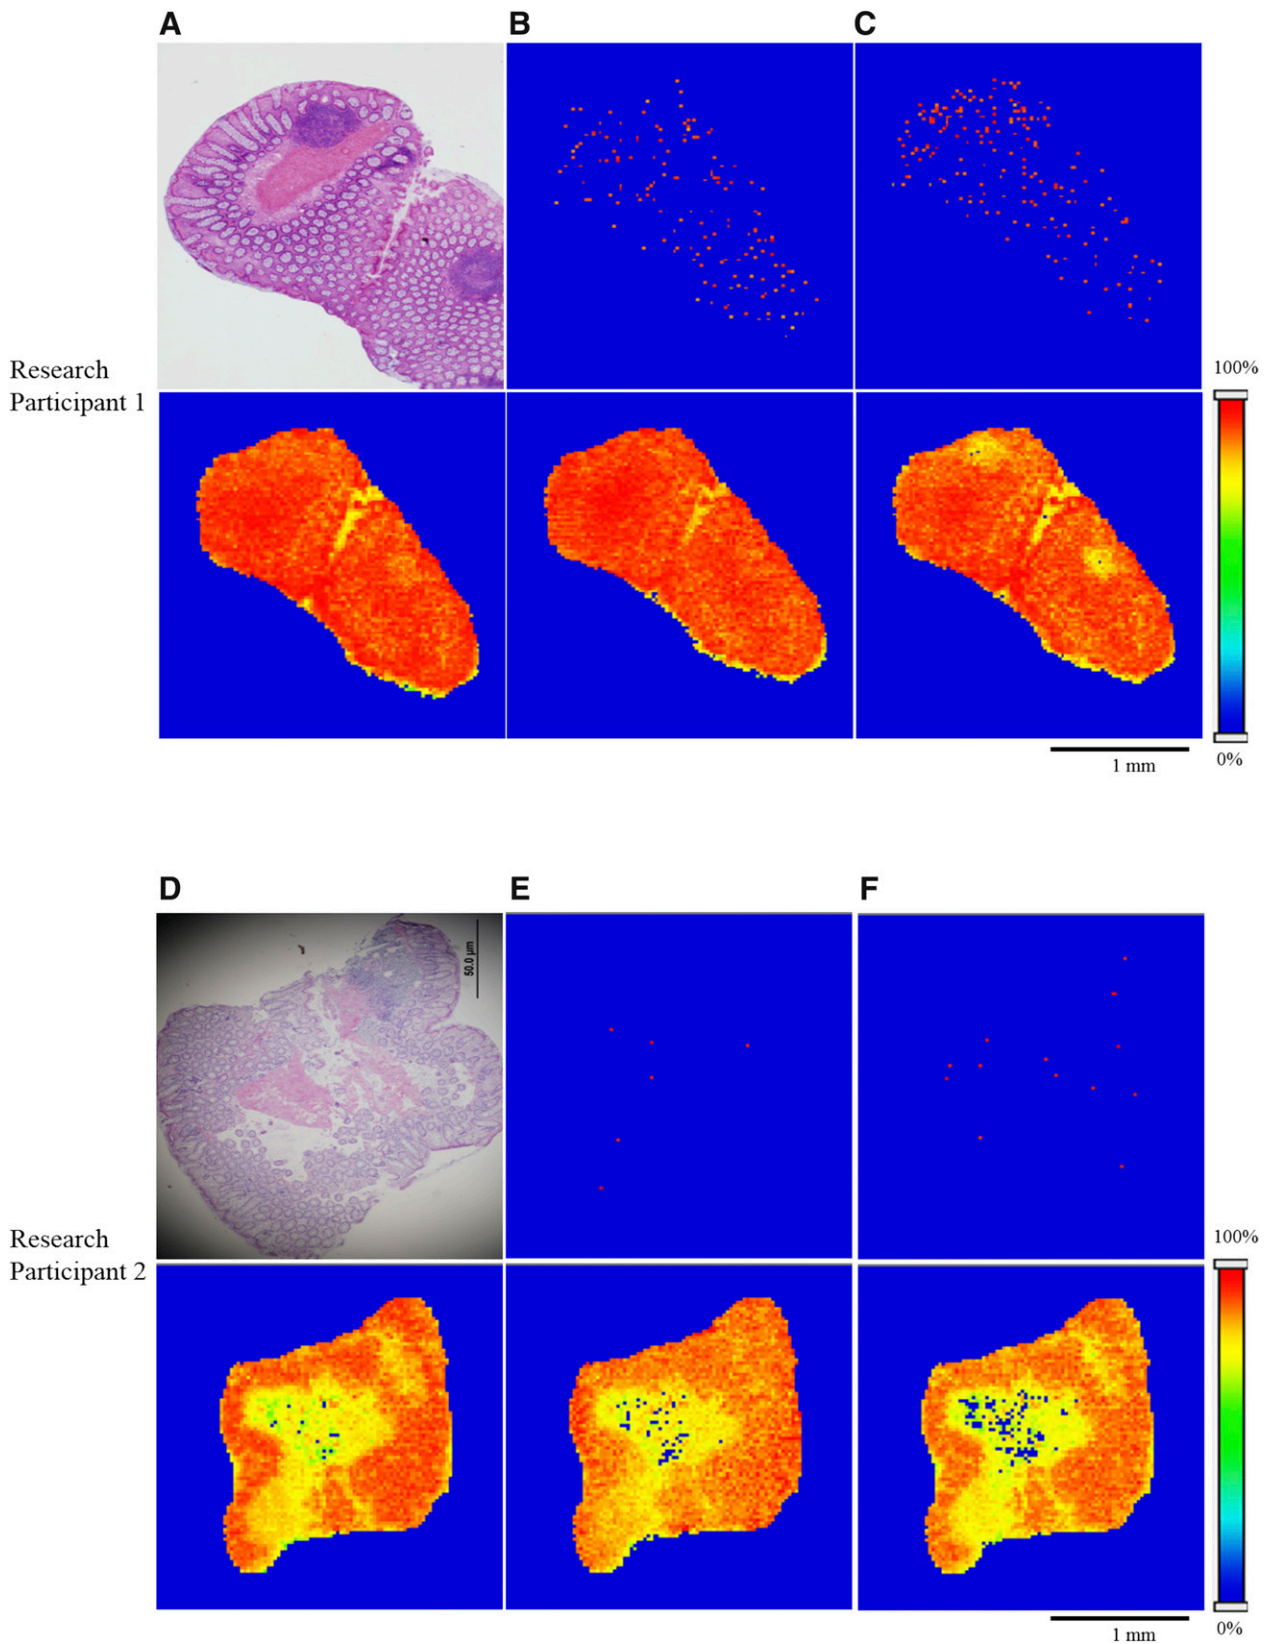 A
B
C
Research
Participant 1
100%
0%
1 mm
D
E
F
50.0 µm
Research
Participant 2
100%
0%
1 mm